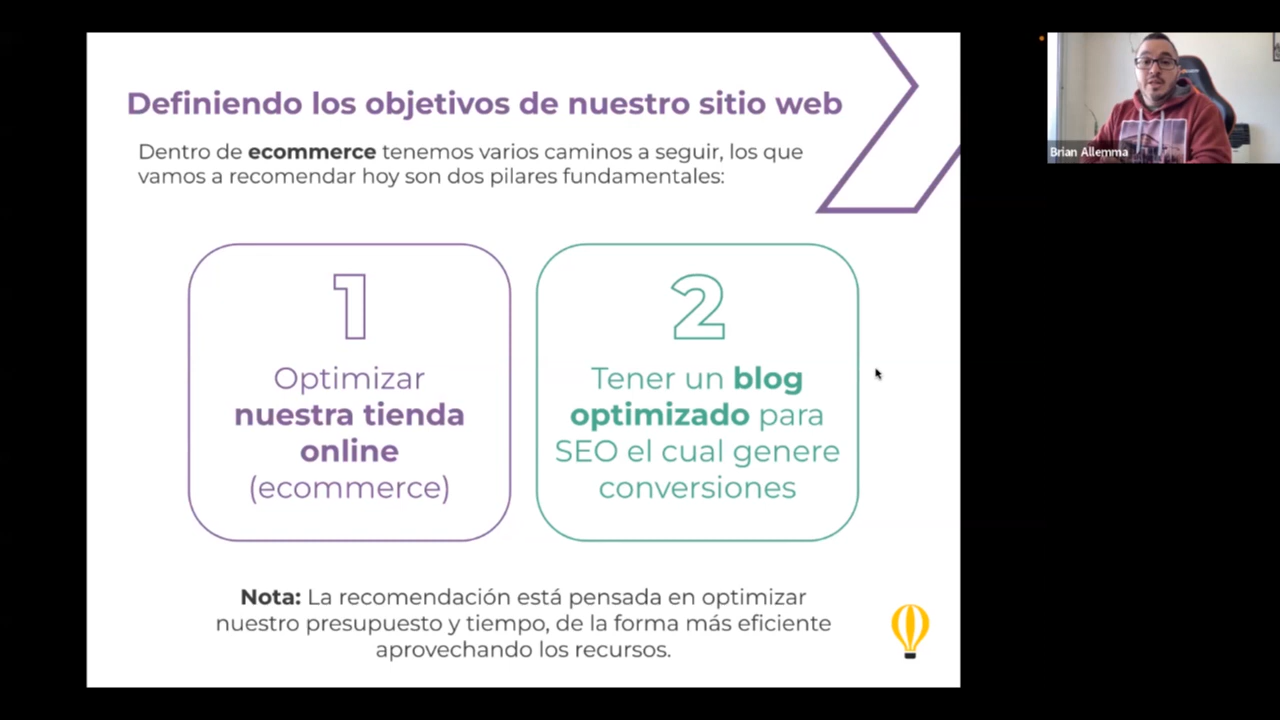 Definiendo los objetivos de nuestro sitio web
Dentro de ecommerce tenemos varios caminos a seguir, los que
vamos a recomendar hoy son dos pilares fundamentales:
1
Optimizar
nuestra tienda
online
(ecommerce)
2
Tener un blog
optimizado para
SEO el cual genere
conversiones
Nota: La recomendación está pensada en optimizar
nuestro presupuesto y tiempo, de la forma más eficiente
aprovechando los recursos.
Brian Allemma